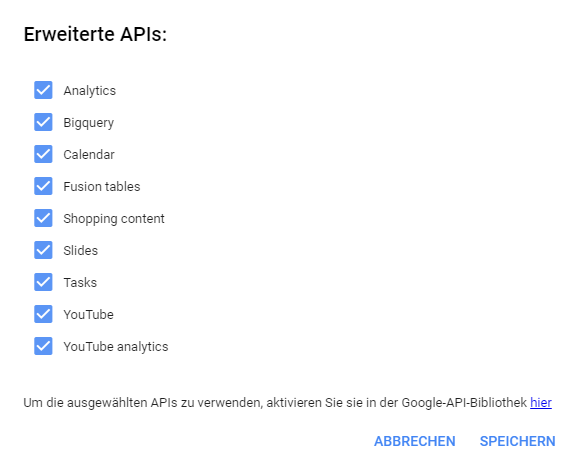 Erweiterte APIs:
Analytics
Bigquery
Calendar
Fusion tables
Shopping content
Slides
Tasks
YouTube
YouTube analytics
Um die ausgewählten APIs zu verwenden, aktivieren Sie sie in der Google-API-Bibliothek hier
ABBRECHEN SPEICHERN